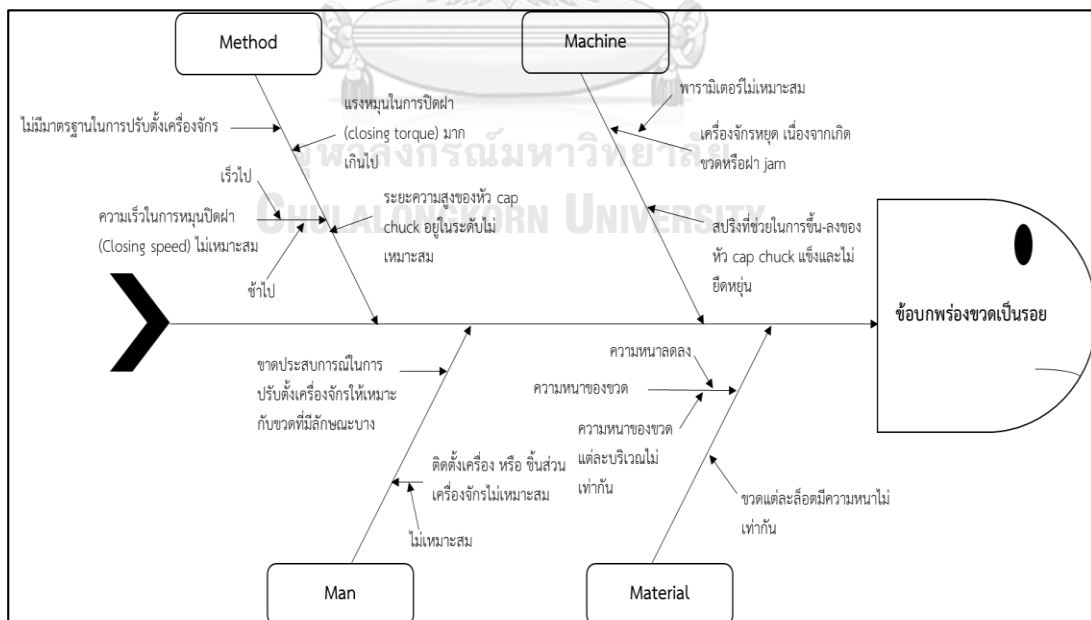 Method
Machine
ไม่มีมาตรฐานในการปรับตั้งเครื่องจักร
แรงหมุนในการปิดฝา
(closing torque) มาก
เกินไป
เร็วไป
ความเร็วในการหมุนปิดฝา
(Closing speed) ไม่เหมาะสม
ช้าไป
ระยะความสูงของหัว cap
chuck อยู่ในระดับไม่
เหมาะสม
พารามิเตอร์ไม่เหมาะสม
เครื่องจักรหยุด เนื่องจากเกิด
ขวดหรือฝา jam
สปริงที่ช่วยในการขึ้น-ลงของ
หัว cap chuck แข็งและไม่
ยืดหยุ่น
จุฬาลงกรณ์มหาวิทยาลัย
CHULALONGKORN UNIVERSITY
ข้อบกพร่องขวดเป็นรอย
ขาดประสบการณ์ในการ
ปรับตั้งเครื่องจักรให้เหมาะ
กับขวดที่มีลักษณะบาง
ติดตั้งเครื่อง หรือ ชิ้นส่วน
เครื่องจักรไม่เหมาะสม
ไม่เหมาะสม
ความหนาลดลง
ความหนาของขวด
ความหนาของขวด
แต่ละบริเวณไม่
เท่ากัน
ขวดแต่ละล็อตมีความหนาไม่
เท่ากัน
Man
Material